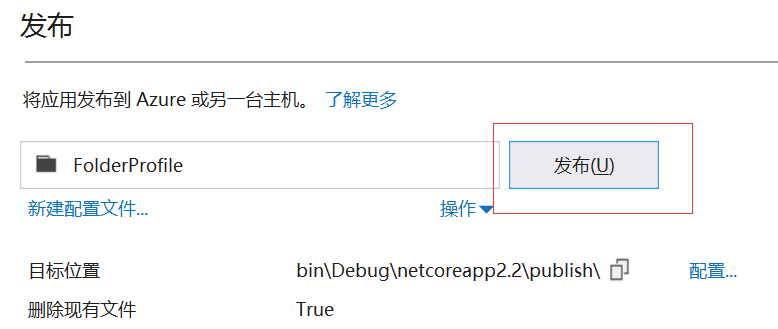 发布
将应用发布到 Azure 或另一台主机。 了解更多
FolderProfile 发布(U)
新建配置文件... 操作
目标位置 bin\Debug\netcoreapp2.2\publish\ 配置...
删除现有文件 True